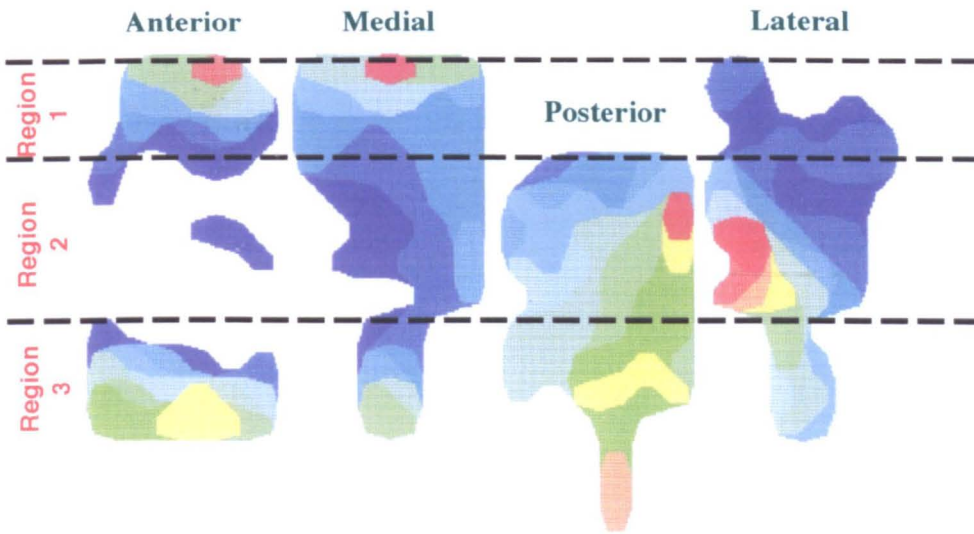 Anterior
Medial
Lateral
Posterior
Region
1
Region
2
Region
3